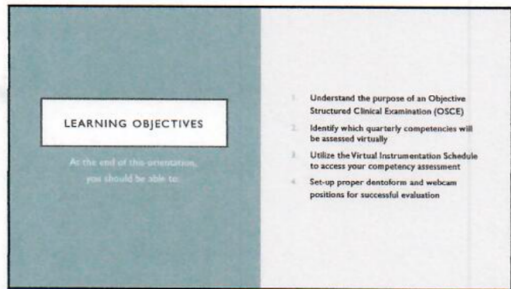 LEARNING OBJECTIVES
At the end of this orientation,
you should be able to:
1. Understand the purpose of an Objective
Structured Clinical Examination (OSCE)
2. Identify which quarterly competencies will
be assessed virtually
3. Utilize the Virtual Instrumentation Schedule
to access your competency assessment
4. Set-up proper dentoform and webcam
positions for successful evaluation